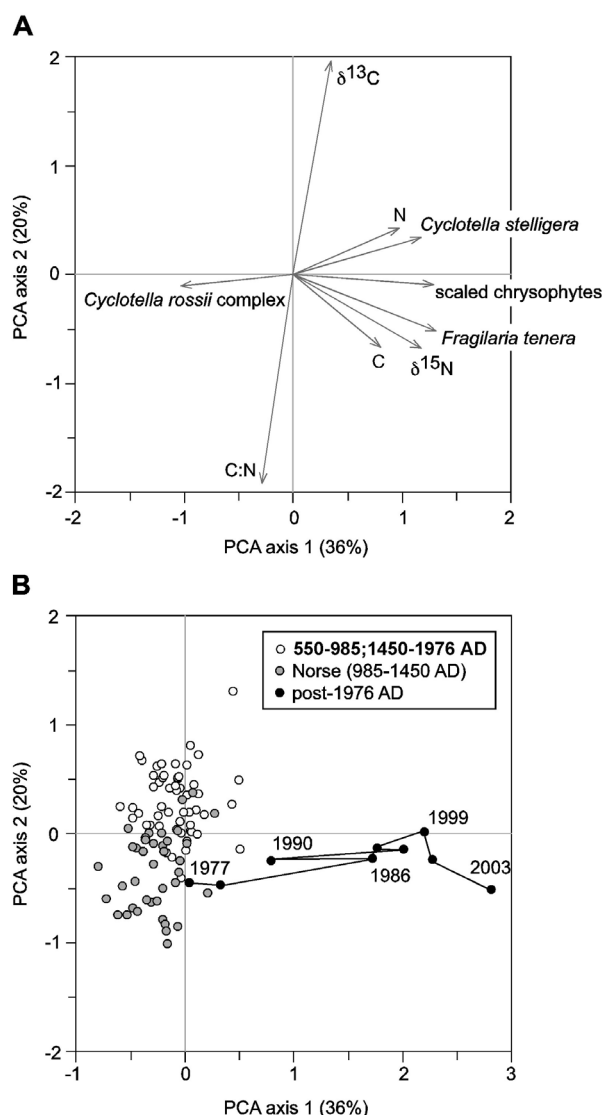 A
2
1
0
-1
-2
PCA axis 2 (20%)
δ13C
N
Cyclotella stelligera
scaled chrysophytes
Cyclotella rossii complex
Fragilaria tenera
C
δ15N
C:N
-2
-1
0
1
2
PCA axis 1 (36%)
B
2
1
0
-1
-2
PCA axis 2 (20%)
550-985;1450-1976 AD
Norse (985-1450 AD)
post-1976 AD
1999
1990
1977
1986
2003
-1
0
1
2
3
PCA axis 1 (36%)